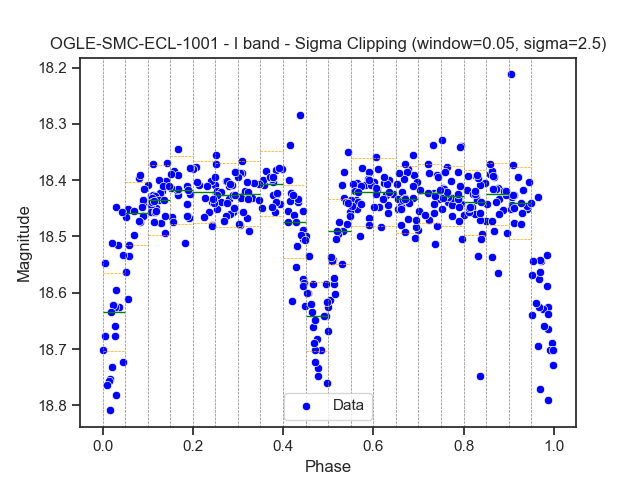 OGLE-SMC-ECL-1001 - I band - Sigma Clipping (window=0.05, sigma=2.5)
18.2
18.3
18.4
18.5
18.6
18.7
18.8
Magnitude
Data
0.0 0.2 0.4 0.6 0.8 1.0
Phase